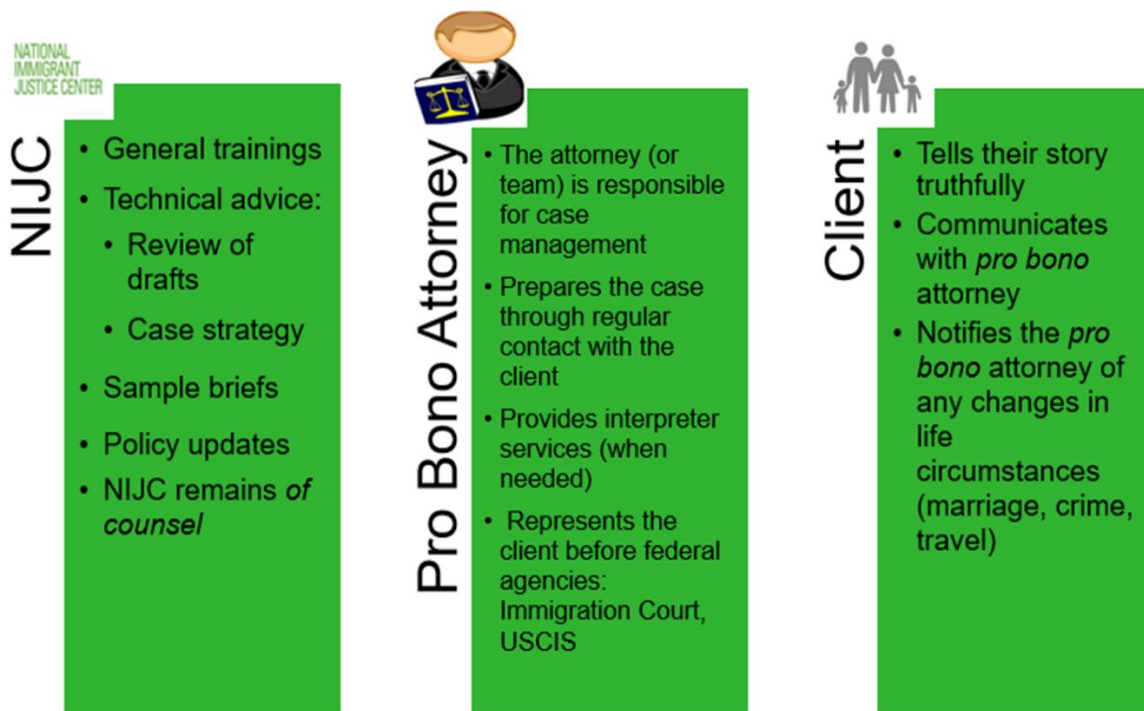 NATIONAL
IMMIGRANT
JUSTICE CENTER
NIJC
• General trainings
• Technical advice:
• Review of
drafts
• Case strategy
• Sample briefs
• Policy updates
• NIJC remains of
counsel
Pro Bono Attorney
• The attorney (or
team) is responsible
for case
management
• Prepares the case
through regular
contact with the
client
• Provides interpreter
services (when
needed)
• Represents the
client before federal
agencies:
Immigration Court,
USCIS
Client
• Tells their story
truthfully
• Communicates
with pro bono
attorney
• Notifies the pro
bono attorney of
any changes in
life
circumstances
(marriage, crime,
travel)